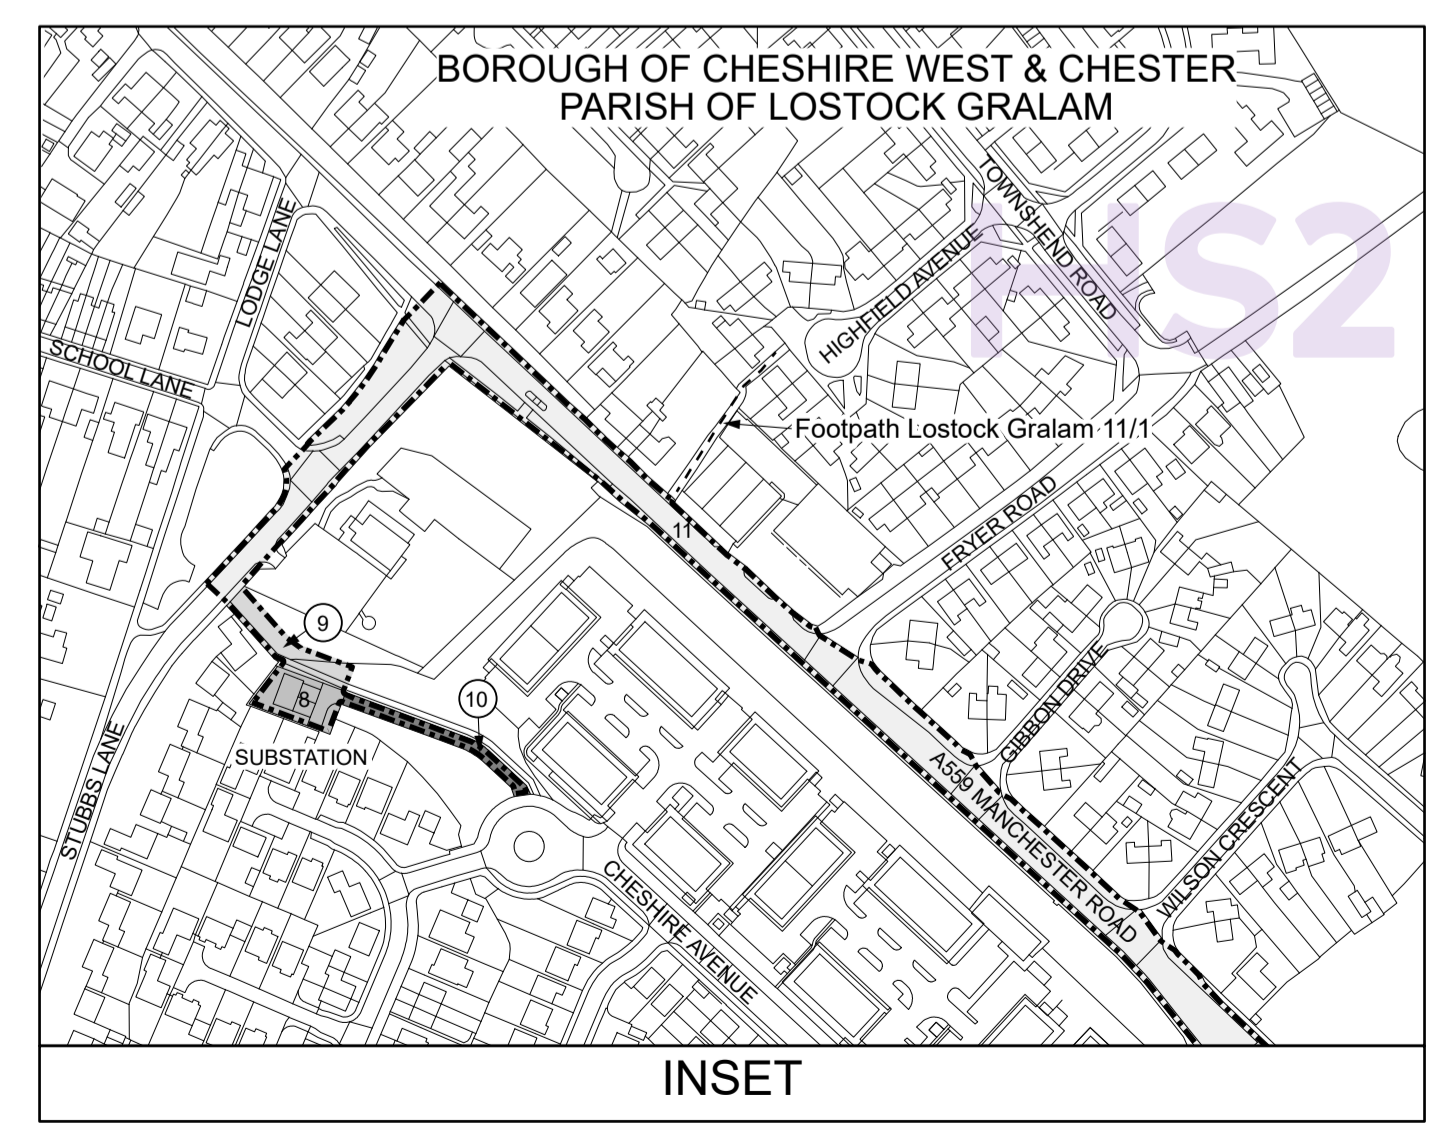 BOROUGH OF CHESHIRE WEST & CHESTER
PARISH OF LOSTOCK GRALAM
HS2
TOWNSHEND ROAD
LODGE LANE
HIGHFIELD AVENUE
SCHOOL LANE
Footpath Lostock Gralam 11/1
FRYER ROAD
11
9
8
10
GIBBON DRIVE
SUBSTATION
STUBBS LANE
A559 MANCHESTER ROAD
WILSON CRESCENT
CHESHIRE AVENUE
INSET